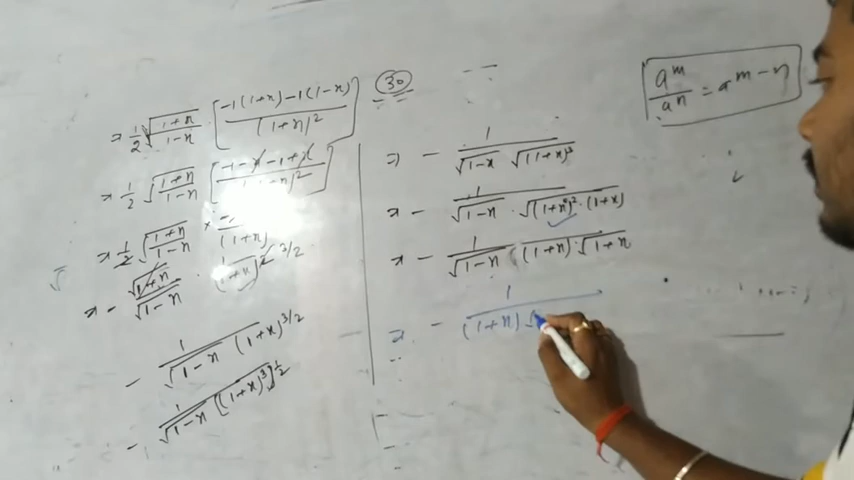 ⇒ 1/2 √((1+x)/(1-x)) · [(-1(1+x)-1(1-x))/(1+x)^2]
⇒ 1/2 √((1+x)/(1-x)) [(-1-x-1+x)/(1+x)^2]
⇒ 1/2 √((1+x)/(1-x)) ×
⇒ - √(1+x)/√(1-x) · 1/(1+x)^2 3/2
- 1/(√(1-x) (1+x)^(3/2))
- 1/(√(1-x) [(1+x)^3]^(1/2))
30
⇒ - 1/(√(1-x) √((1+x)^3))
⇒ - 1/(√(1-x) · √((1+x)^2 · (1+x)))
⇒ - 1/(√(1-x) (1+x) · √(1+x))
⇒ - 1/((1+x) √
a^m/a^n = a^(m-n)